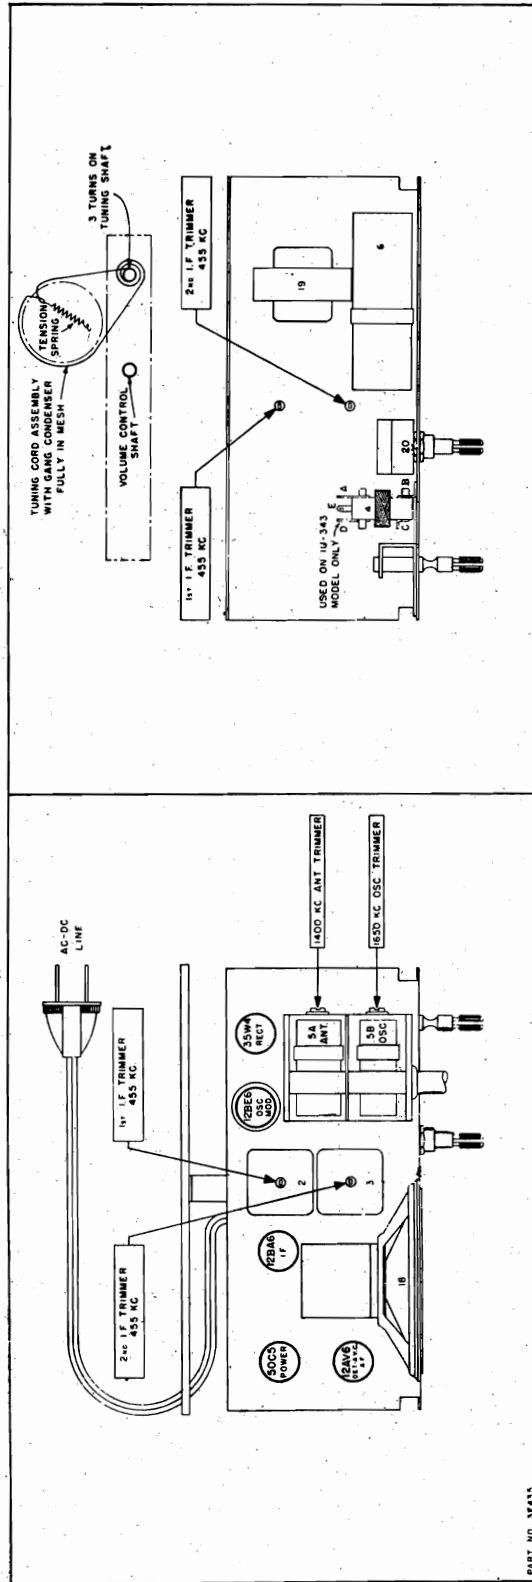 AC-DC
LINE
1ST I.F. TRIMMER
455 KC.
2ND I.F. TRIMMER
455 KC
50C5
POWER
12BA6
I F
12BE6
OSC
MOD.
35W4
RECT
12AV6
DET-A.V.C.
A F
2
3
5A
ANT.
5B
OSC.
18
1400 KC ANT TRIMMER
1650 KC OSC TRIMMER
TUNING CORD ASSEMBLY
WITH GANG CONDENSER
FULLY IN MESH
TENSION
SPRING
3 TURNS ON
TUNING SHAFT
VOLUME CONTROL
SHAFT
1ST I.F. TRIMMER
455 KC
2ND I.F. TRIMMER
455 KC
USED ON 1U-343
MODEL ONLY
D
E
A
4
C
B
20
19
6
PART NO.